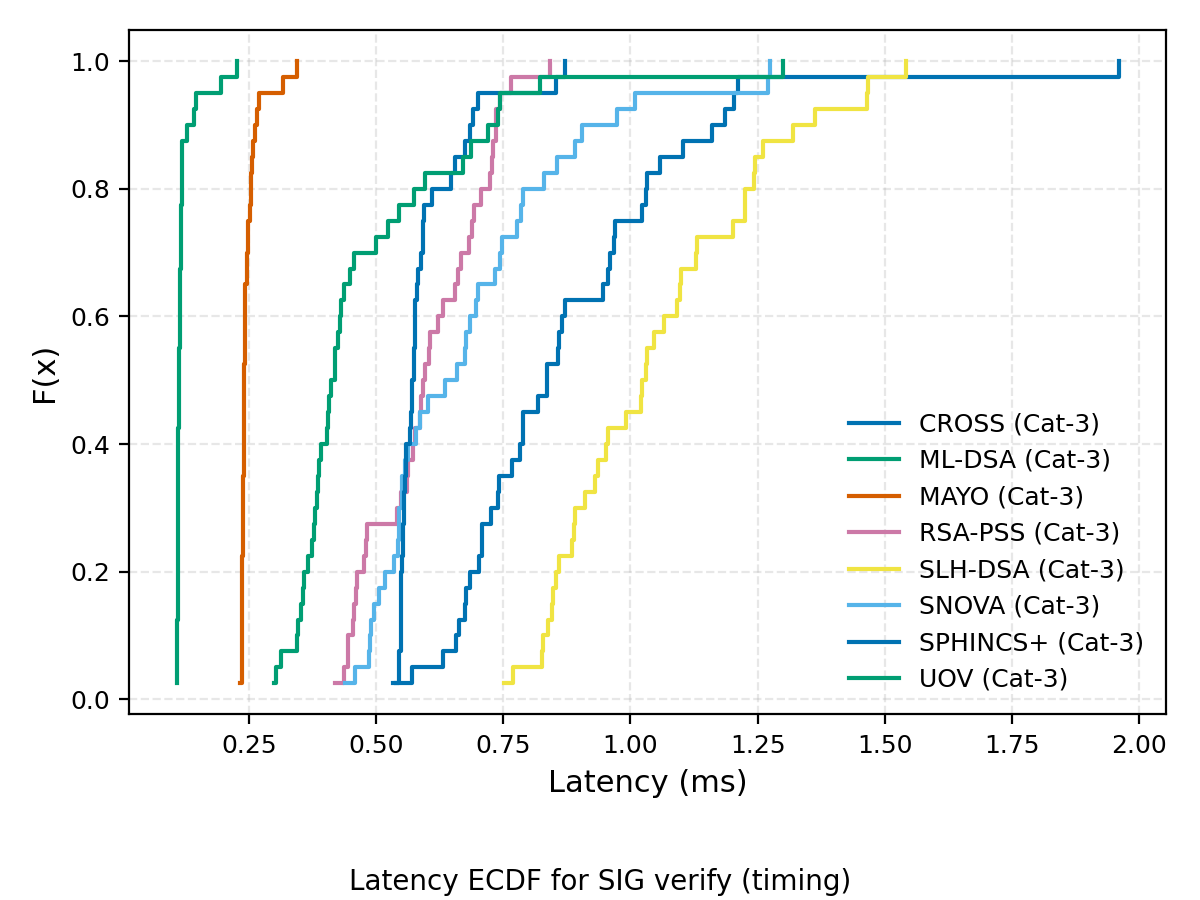 1.0
0.8
0.6
0.4
0.2
0.0
F(x)
CROSS (Cat-3)
ML-DSA (Cat-3)
MAYO (Cat-3)
RSA-PSS (Cat-3)
SLH-DSA (Cat-3)
SNOVA (Cat-3)
SPHINCS+ (Cat-3)
UOV (Cat-3)
0.25 0.50 0.75 1.00 1.25 1.50 1.75 2.00
Latency (ms)
Latency ECDF for SIG verify (timing)